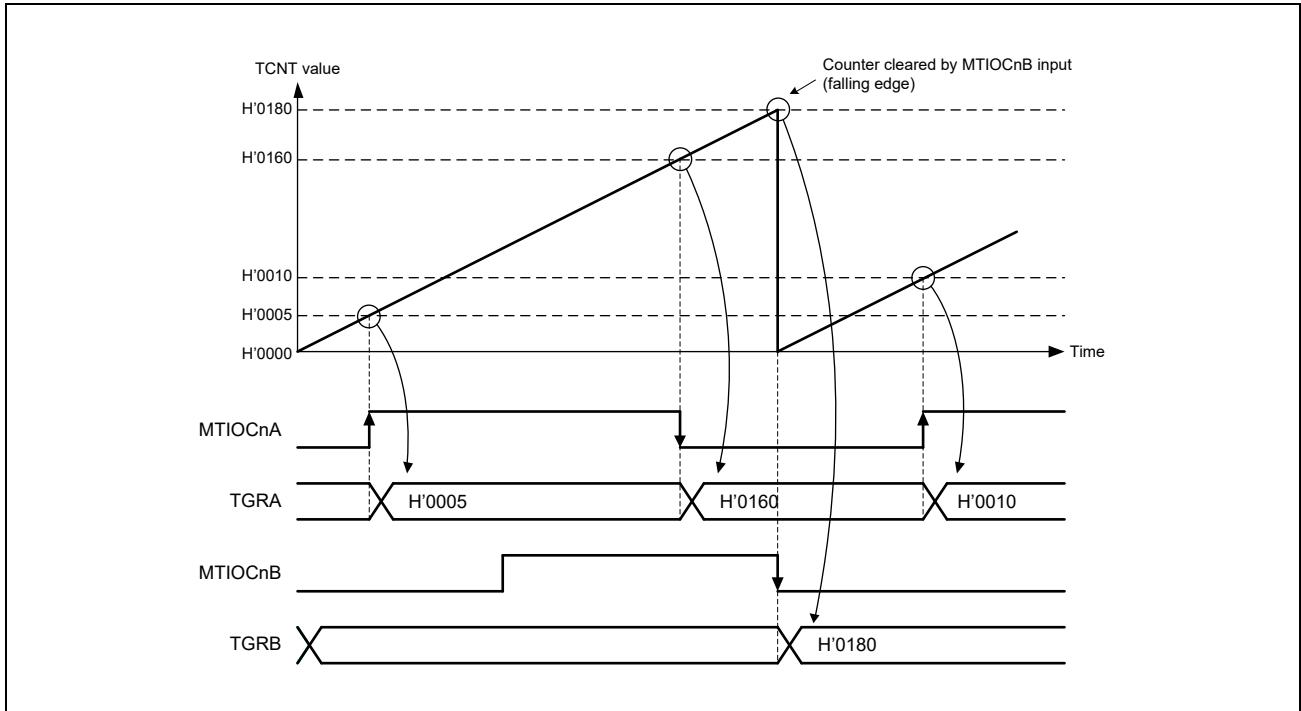 TCNT value
Counter cleared by MTIOCnB input
(falling edge)
H'0180
H'0160
H'0010
H'0005
H'0000
Time
MTIOCnA
TGRA
H'0005
H'0160
H'0010
MTIOCnB
TGRB
H'0180